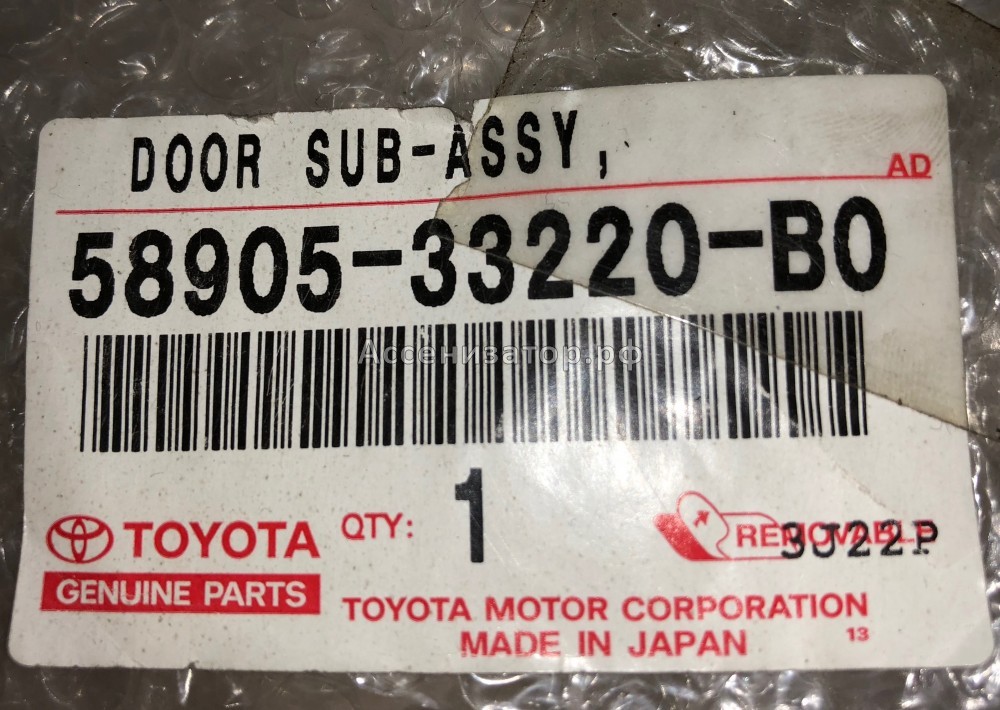 DOOR SUB-ASSY,
AD
58905-33220-B0
Ассенизатор.рф
TOYOTA
GENUINE PARTS
QTY: 1
REMOVABLE
3J22P
TOYOTA MOTOR CORPORATION
MADE IN JAPAN 13